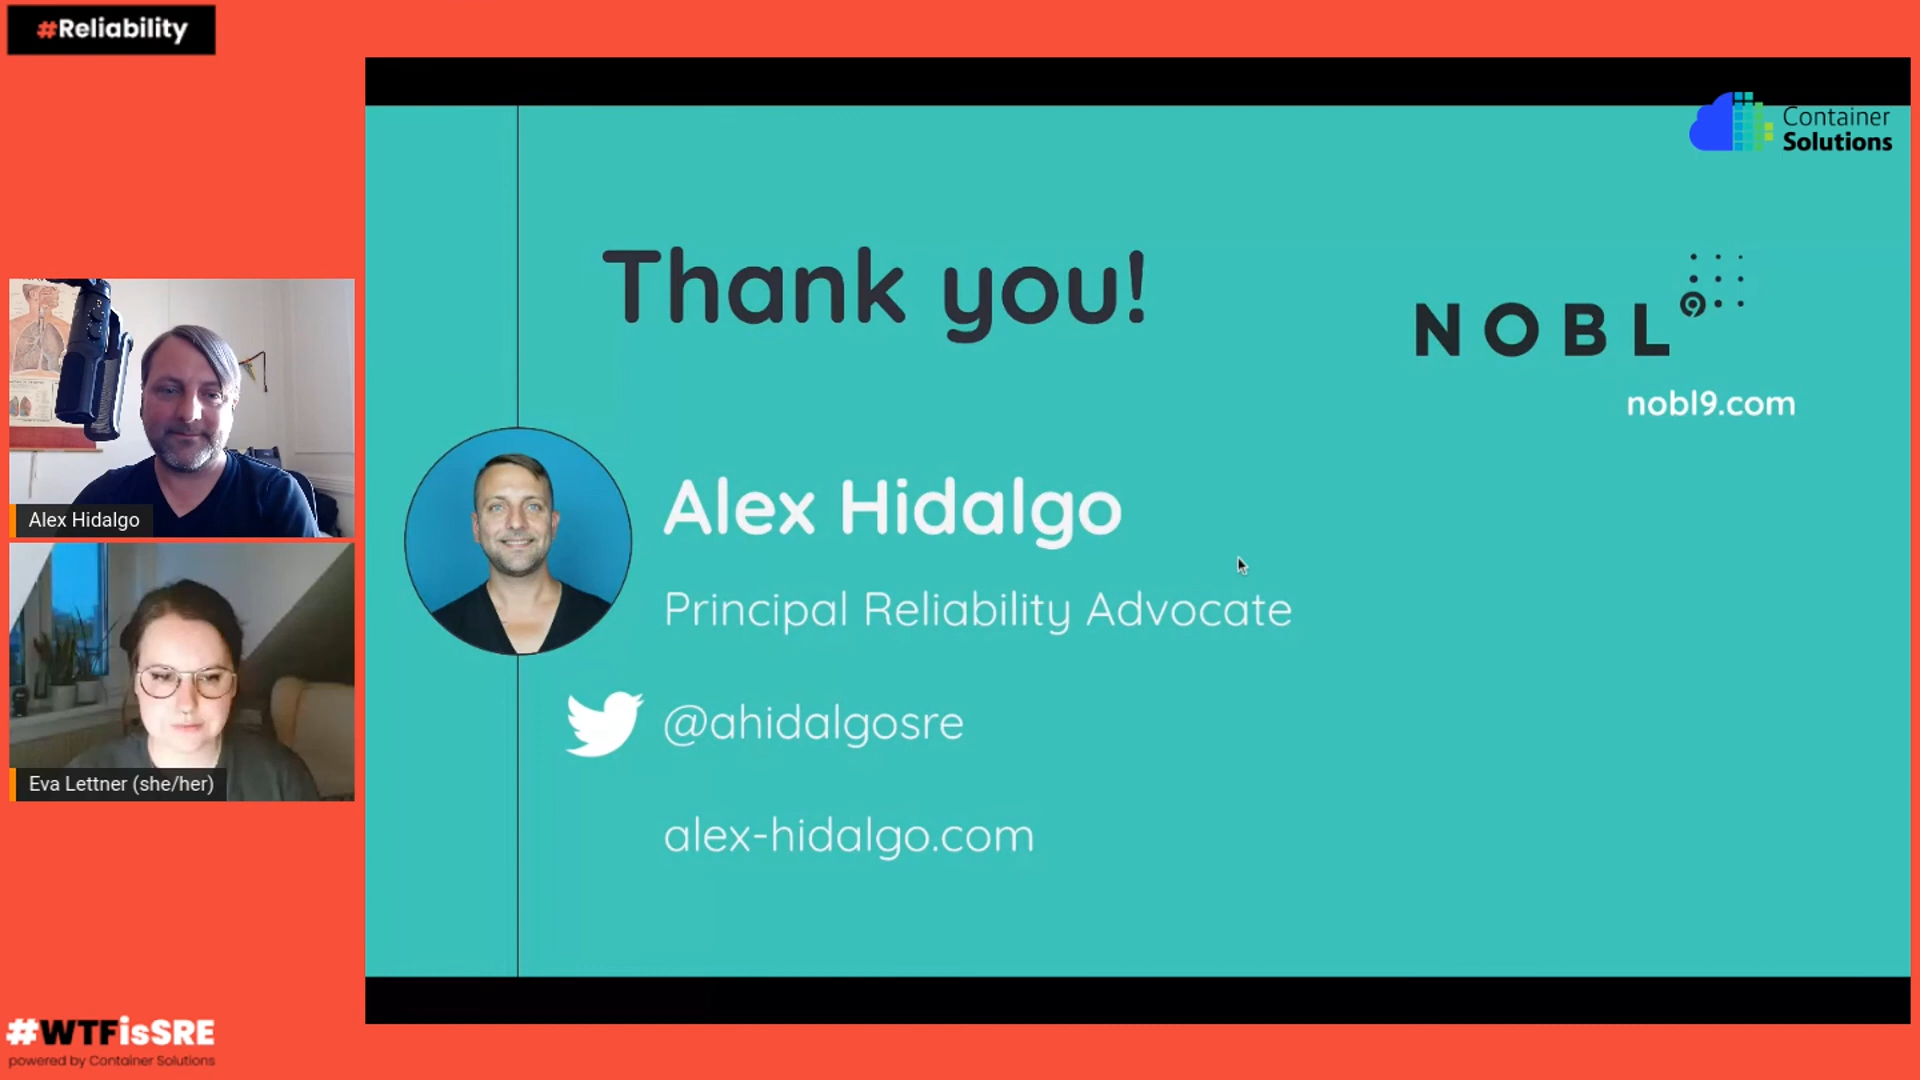 #Reliability
Container
Solutions
Thank you!
NOBL9
nobl9.com
Alex Hidalgo
Alex Hidalgo
Principal Reliability Advocate
@ahidalgosre
Eva Lettner (she/her)
alex-hidalgo.com
#WTFisSRE
powered by Container Solutions